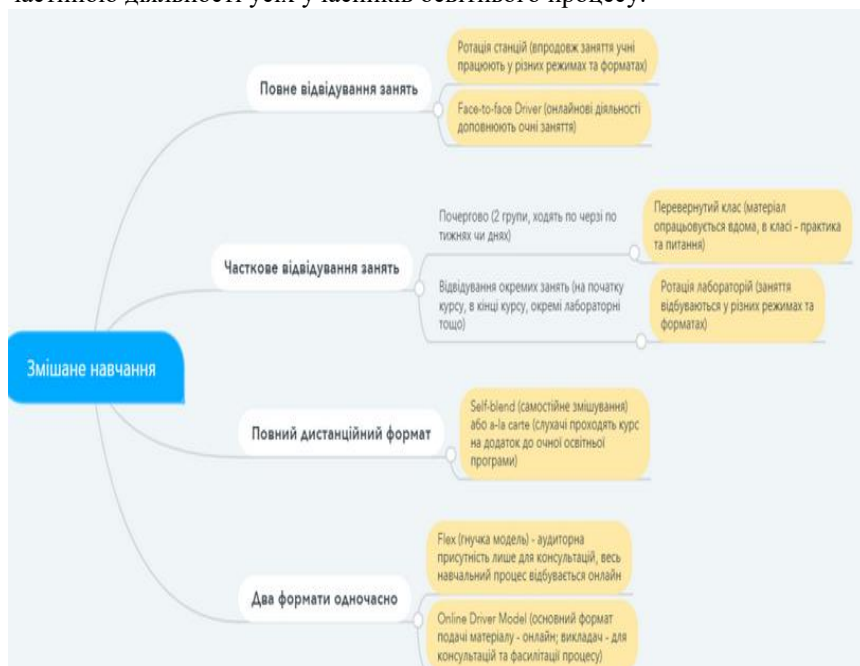 частиною діяльності усіх учасників освітнього процесу.
Ротація станцій (впродовж заняття учні
працюють у різних режимах та форматах)
Повне відвідування занять
Face-to-face Driver (онлайнові діяльності
доповнюють очні заняття)
Почергово (2 групи, ходять по черзі по
тижнях чи днях)
Перевернутий клас (матеріал
опрацьовується вдома, в класі - практика
та питання)
Часткове відвідування занять
Відвідування окремих занять (на початку
курсу, в кінці курсу, окремі лабораторні
тощо)
Ротація лабораторій (заняття
відбуваються у різних режимах та
форматах)
Змішане навчання
Self-blend (самостійне змішування)
або a-la carte (слухачі проходять курс
на додаток до очної освітньої
програми)
Повний дистанційний формат
Flex (гнучка модель) - аудиторна
присутність лише для консультацій, весь
навчальний процес відбувається онлайн
Два формати одночасно
Online Driver Model (основний формат
подачі матеріалу - онлайн; викладач - для
консультацій та фасилітації процесу)